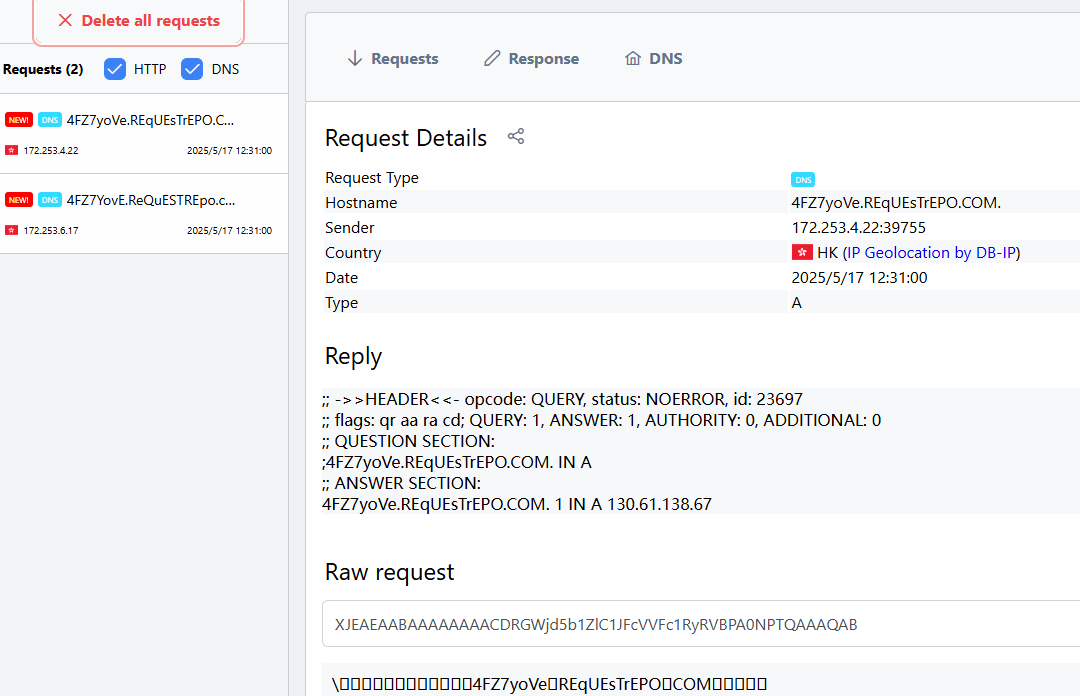 Delete all requests
Requests (2) HTTP DNS
NEW! DNS 4FZ7yoVe.REqUEsTrEPO.C...
172.253.4.22 2025/5/17 12:31:00
NEW! DNS 4FZ7YovE.ReQuESTREpo.c...
172.253.6.17 2025/5/17 12:31:00
Requests Response DNS
Request Details
Request Type DNS
Hostname 4FZ7yoVe.REqUEsTrEPO.COM.
Sender 172.253.4.22:39755
Country HK (IP Geolocation by DB-IP)
Date 2025/5/17 12:31:00
Type A
Reply
;; ->>HEADER<<- opcode: QUERY, status: NOERROR, id: 23697
;; flags: qr aa ra cd; QUERY: 1, ANSWER: 1, AUTHORITY: 0, ADDITIONAL: 0
;; QUESTION SECTION:
;4FZ7yoVe.REqUEsTrEPO.COM. IN A
;; ANSWER SECTION:
4FZ7yoVe.REqUEsTrEPO.COM. 1 IN A 130.61.138.67
Raw request
XJEAEAABAAAAAAAACDRGWjd5b1ZlC1JFcVVFc1RyRVBPA0NPTQAAAQAB
\▯▯▯▯▯▯▯▯▯▯▯▯4FZ7yoVe▯REqUEsTrEPO▯COM▯▯▯▯▯